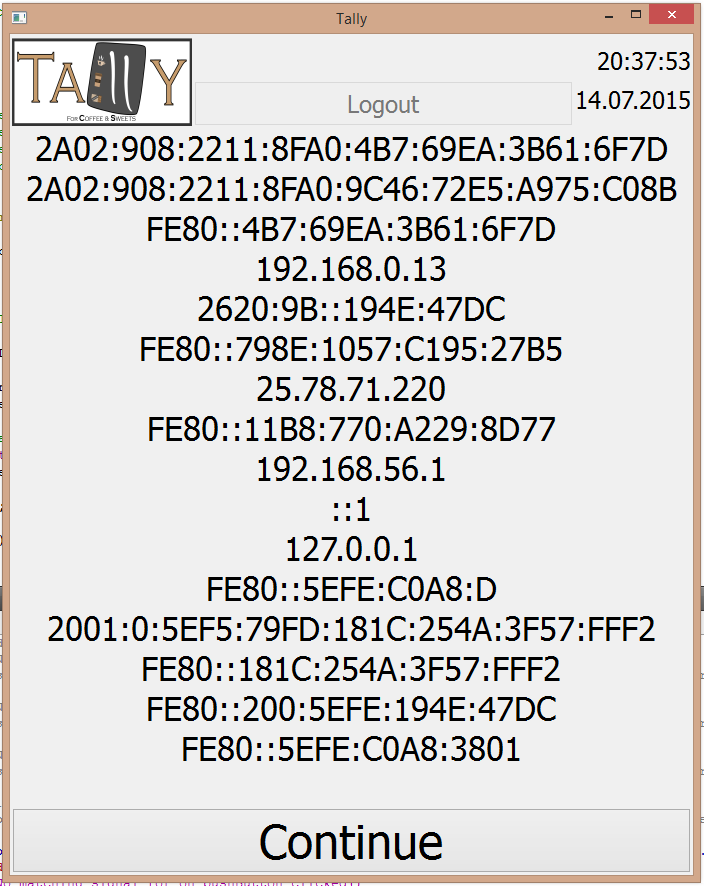 Tally
TALLY
FOR COFFEE & SWEETS
20:37:53
Logout
14.07.2015
2A02:908:2211:8FA0:4B7:69EA:3B61:6F7D
2A02:908:2211:8FA0:9C46:72E5:A975:C08B
FE80::4B7:69EA:3B61:6F7D
192.168.0.13
2620:9B::194E:47DC
FE80::798E:1057:C195:27B5
25.78.71.220
FE80::11B8:770:A229:8D77
192.168.56.1
::1
127.0.0.1
FE80::5EFE:C0A8:D
2001:0:5EF5:79FD:181C:254A:3F57:FFF2
FE80::181C:254A:3F57:FFF2
FE80::200:5EFE:194E:47DC
FE80::5EFE:C0A8:3801
Continue